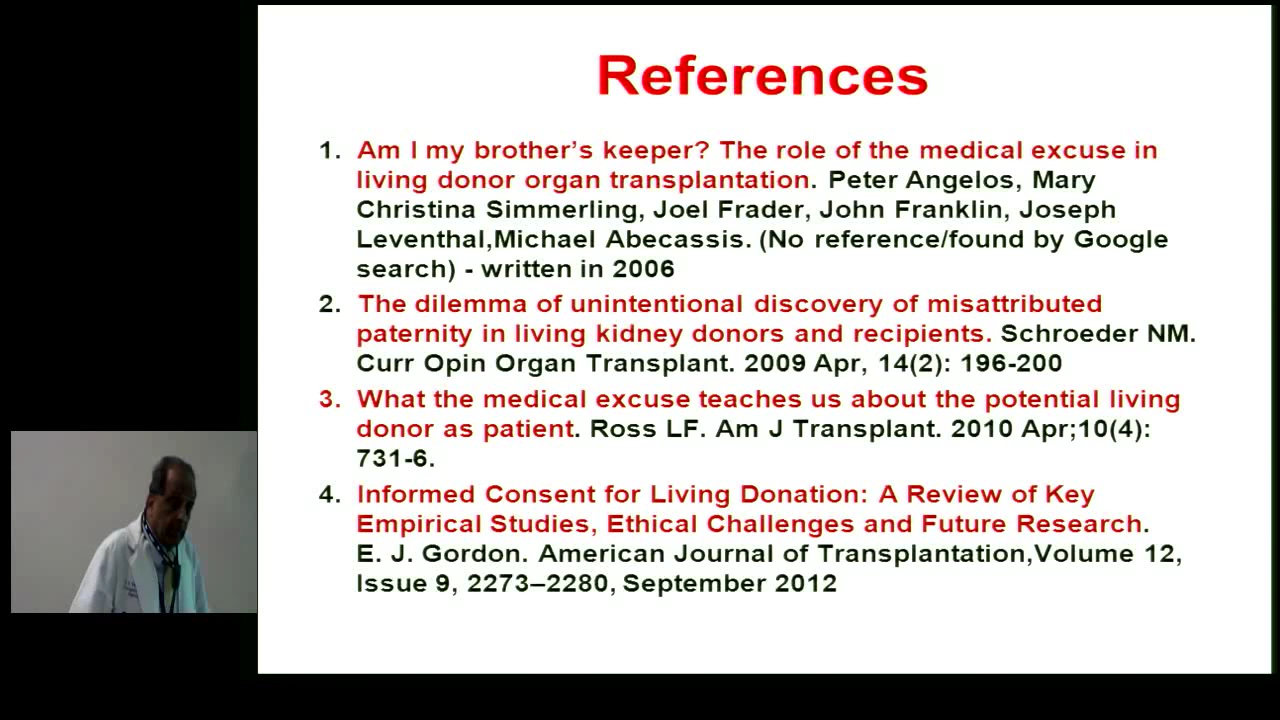 References
1. Am I my brother's keeper? The role of the medical excuse in
living donor organ transplantation. Peter Angelos, Mary
Christina Simmerling, Joel Frader, John Franklin, Joseph
Leventhal,Michael Abecassis. (No reference/found by Google
search) - written in 2006
2. The dilemma of unintentional discovery of misattributed
paternity in living kidney donors and recipients. Schroeder NM.
Curr Opin Organ Transplant. 2009 Apr, 14(2): 196-200
3. What the medical excuse teaches us about the potential living
donor as patient. Ross LF. Am J Transplant. 2010 Apr;10(4):
731-6.
4. Informed Consent for Living Donation: A Review of Key
Empirical Studies, Ethical Challenges and Future Research.
E. J. Gordon. American Journal of Transplantation,Volume 12,
Issue 9, 2273–2280, September 2012